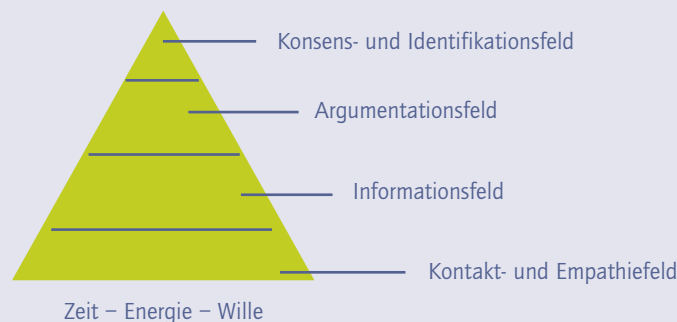 Konsens- und Identifikationsfeld
Argumentationsfeld
Informationsfeld
Kontakt- und Empathiefeld
Zeit – Energie – Wille